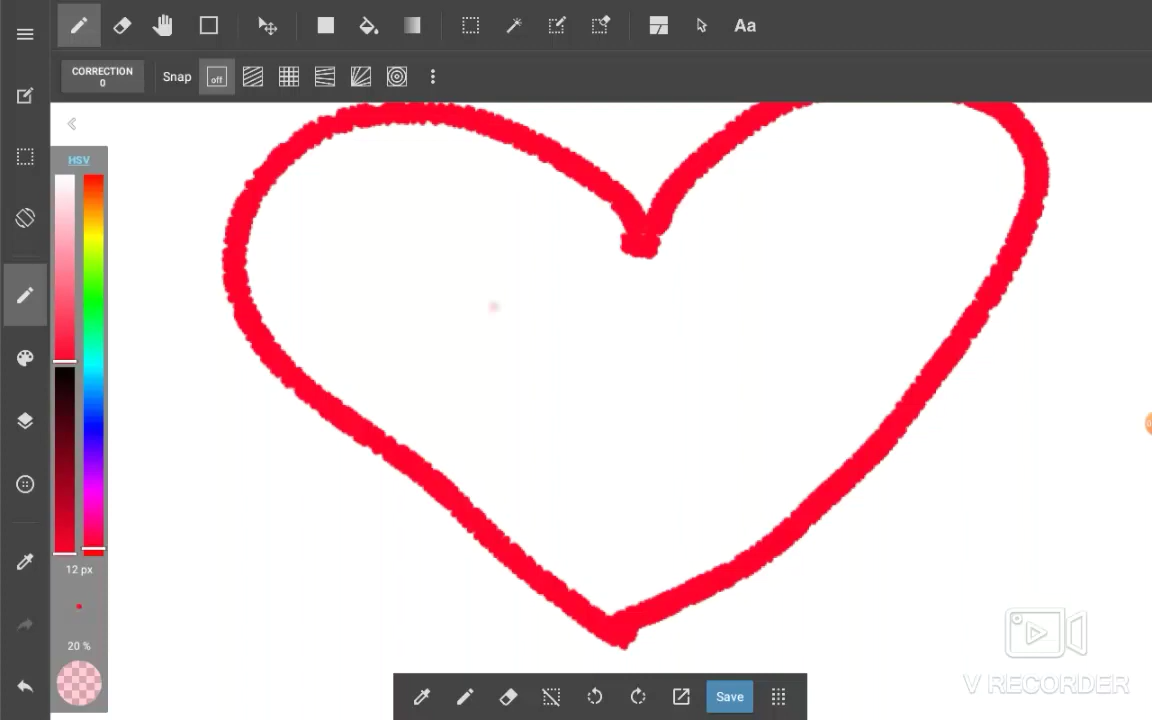 Aa
CORRECTION
0
Snap
off
HSV
12 px
20 %
Save
V RECORDER